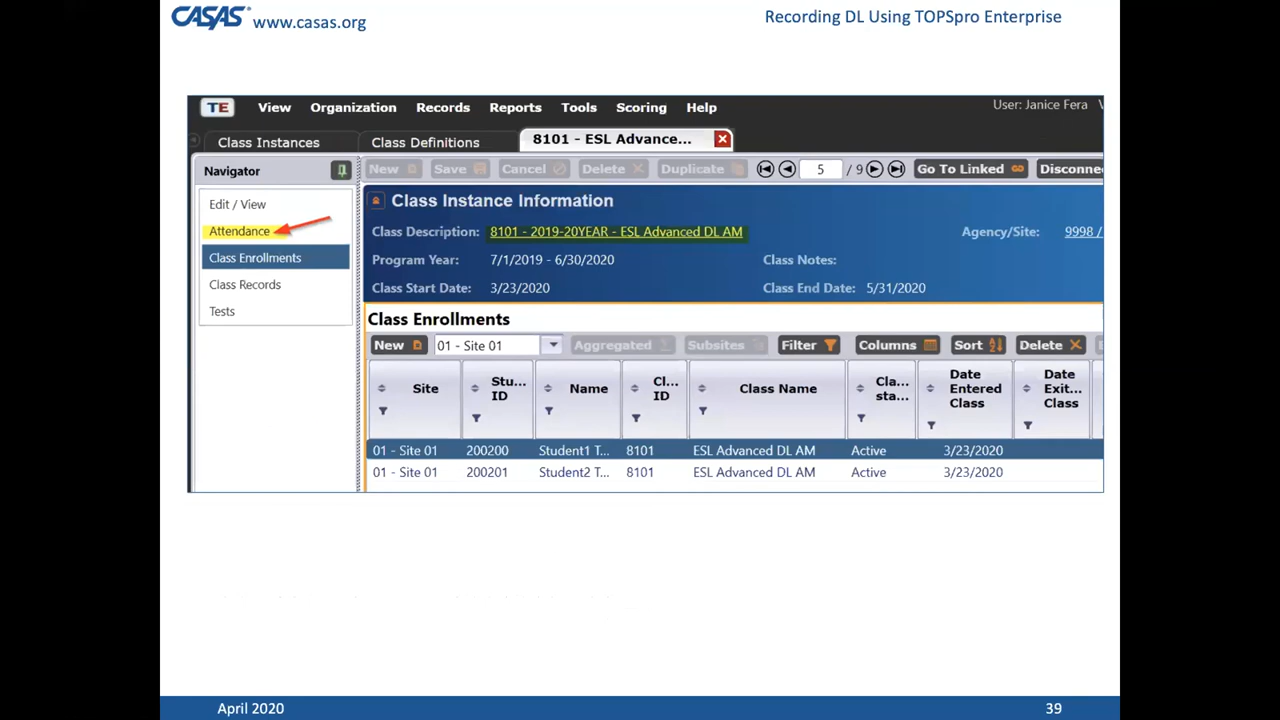 CASAS www.casas.org
Recording DL Using TOPSpro Enterprise
TE View Organization Records Reports Tools Scoring Help
User: Janice Fera
Class Instances Class Definitions 8101 - ESL Advance...
Navigator
Edit / View
Attendance
Class Enrollments
Class Records
Tests
New Save Cancel Delete Duplicate 5 / 9 Go To Linked Disconne
Class Instance Information
Class Description: 8101 - 2019-20YEAR - ESL Advanced DL AM Agency/Site: 9998 /
Program Year: 7/1/2019 - 6/30/2020 Class Notes:
Class Start Date: 3/23/2020 Class End Date: 5/31/2020
Class Enrollments
New 01 - Site 01 Aggregated Subsites Filter Columns Sort Delete
Site Stu... ID Name Cl... ID Class Name Cla... sta... Date Entered Class Date Exit... Class
01 - Site 01 200200 Student1 T... 8101 ESL Advanced DL AM Active 3/23/2020
01 - Site 01 200201 Student2 T... 8101 ESL Advanced DL AM Active 3/23/2020
April 2020
39